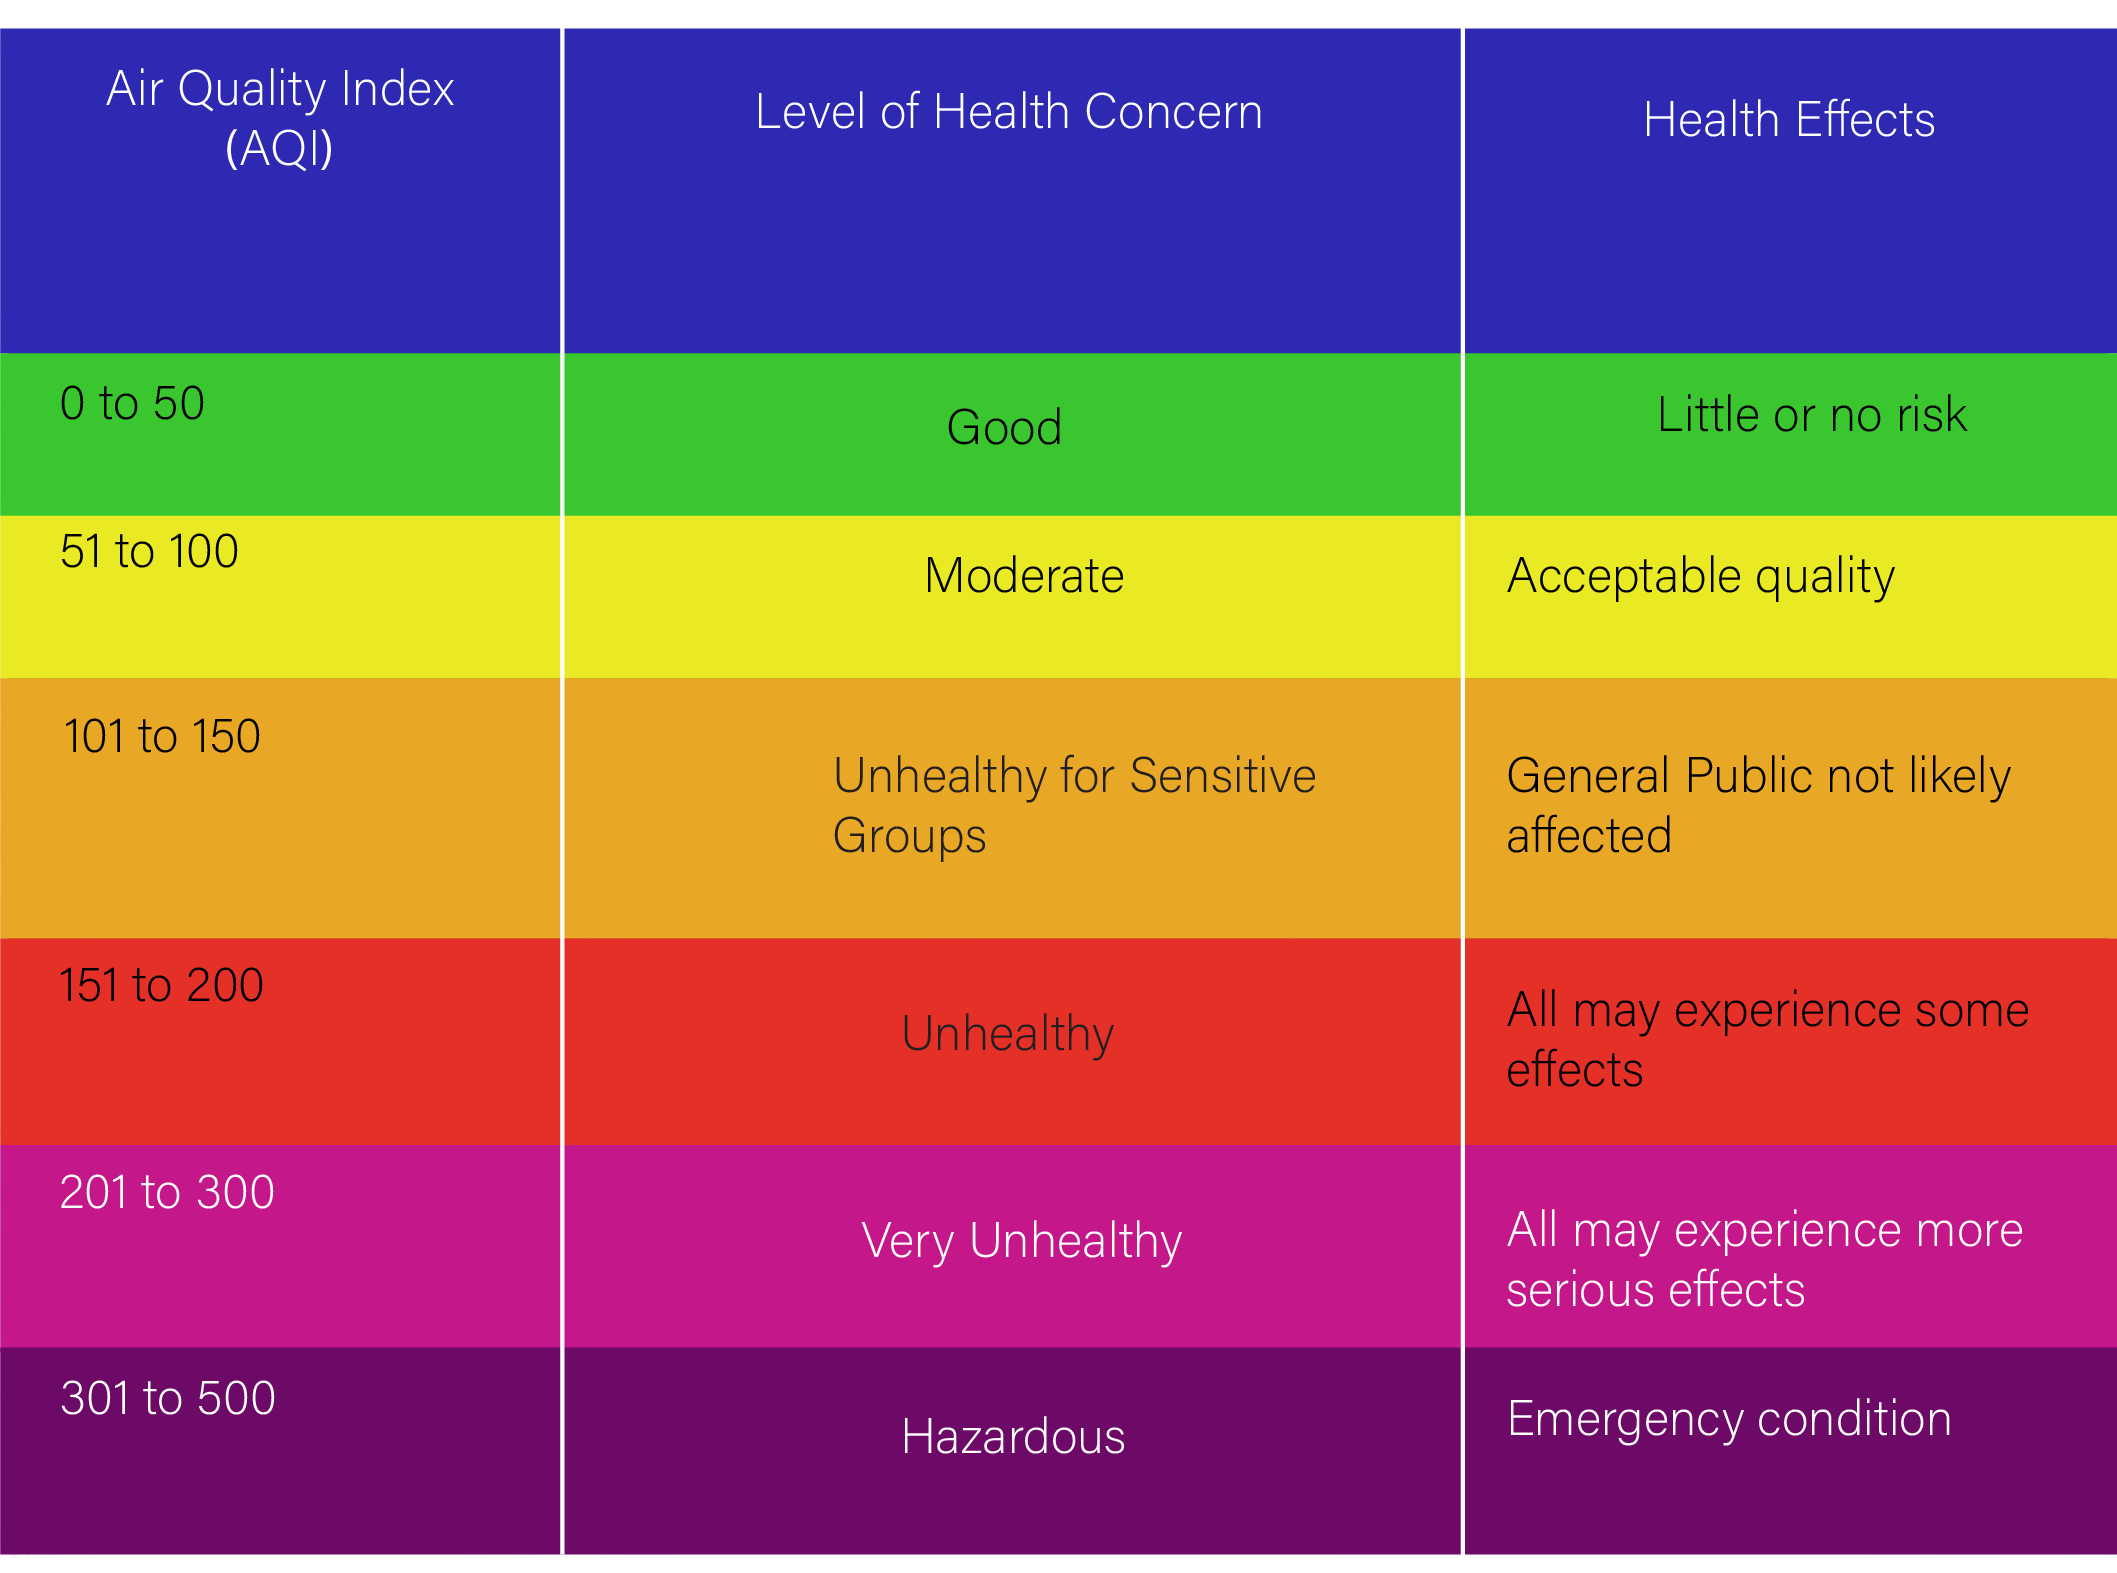 Air Quality Index
(AQI)
Level of Health Concern
Health Effects
0 to 50
Good
Little or no risk
51 to 100
Moderate
Acceptable quality
101 to 150
Unhealthy for Sensitive
Groups
General Public not likely
affected
151 to 200
Unhealthy
All may experience some
effects
201 to 300
Very Unhealthy
All may experience more
serious effects
301 to 500
Hazardous
Emergency condition